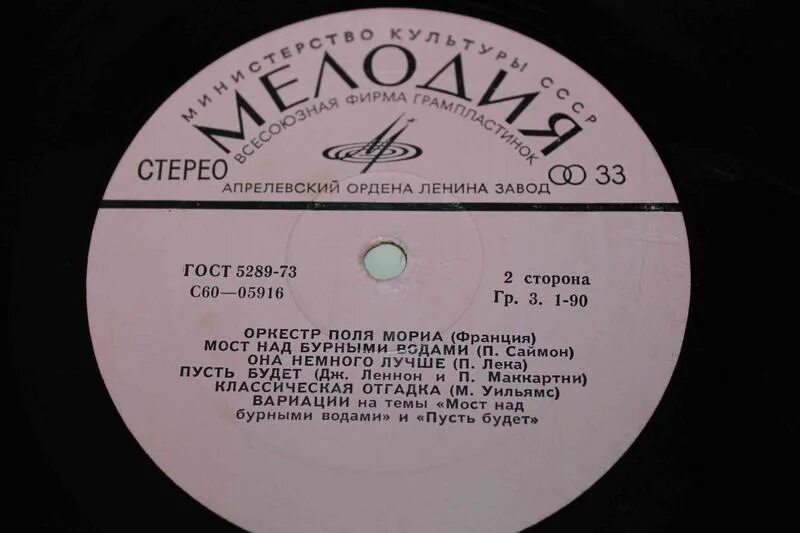 МИНИСТЕРСТВО КУЛЬТУРЫ СССР
МЕЛОДИЯ
ВСЕСОЮЗНАЯ ФИРМА ГРАМПЛАСТИНОК
СТЕРЕО
33
АПРЕЛЕВСКИЙ ОРДЕНА ЛЕНИНА ЗАВОД
ГОСТ 5289-73
С60—05916
2 сторона
Гр. 3. 1-90
ОРКЕСТР ПОЛЯ МОРИА (Франция)
МОСТ НАД БУРНЫМИ ВОДАМИ (П. Саймон)
ОНА НЕМНОГО ЛУЧШЕ (П. Лека)
ПУСТЬ БУДЕТ (Дж. Леннон и П. Маккартни)
КЛАССИЧЕСКАЯ ОТГАДКА (М. Уильямс)
ВАРИАЦИИ на темы «Мост над
бурными водами» и «Пусть будет»